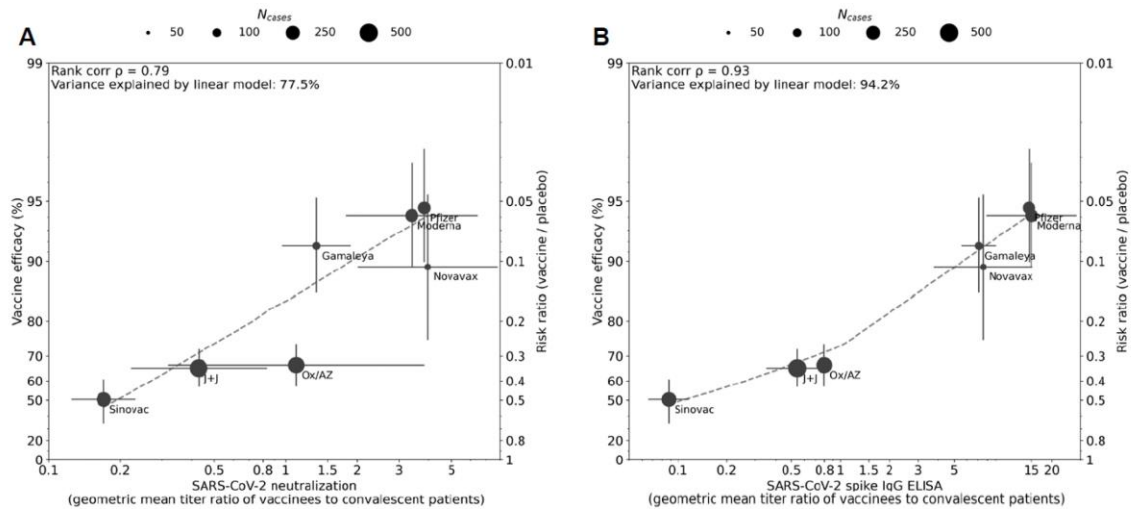 A
N_cases
50 100 250 500
Rank corr ρ = 0.79
Variance explained by linear model: 77.5%
99
95
90
80
70
60
50
20
0
Vaccine efficacy (%)
0.01
0.05
0.1
0.2
0.3
0.4
0.5
0.8
1
Risk ratio (vaccine / placebo)
Pfizer
Moderna
Gamaleya
Novavax
J+J
Ox/AZ
Sinovac
0.1 0.2 0.5 0.8 1 1.5 2 3 5
SARS-CoV-2 neutralization
(geometric mean titer ratio of vaccinees to convalescent patients)
B
N_cases
50 100 250 500
Rank corr ρ = 0.93
Variance explained by linear model: 94.2%
99
95
90
80
70
60
50
20
0
Vaccine efficacy (%)
0.01
0.05
0.1
0.2
0.3
0.4
0.5
0.8
1
Risk ratio (vaccine / placebo)
Pfizer
Moderna
Gamaleya
Novavax
J+J
Ox/AZ
Sinovac
0.1 0.5 0.8 1 1.5 2 5 15 20
SARS-CoV-2 spike IgG ELISA
(geometric mean titer ratio of vaccinees to convalescent patients)